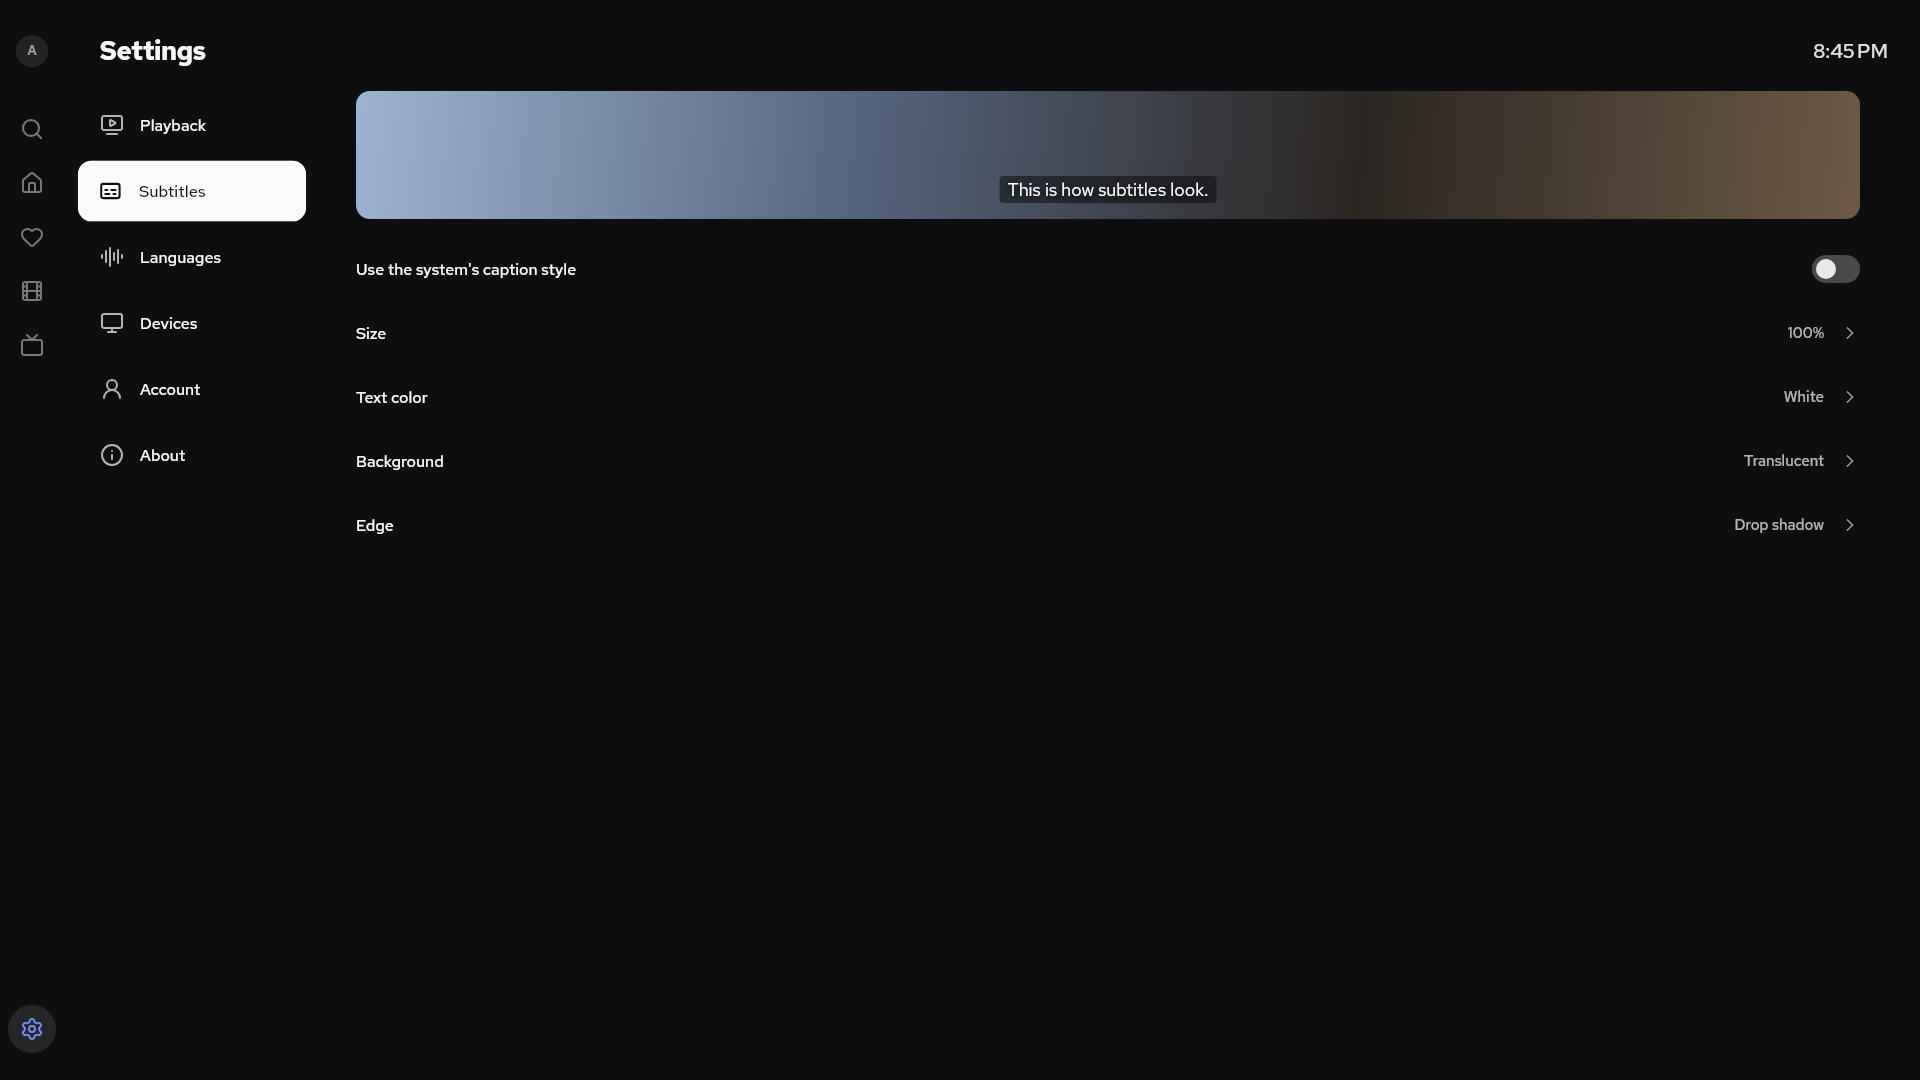 A
Settings
8:45 PM
Playback
Subtitles
Languages
Devices
Account
About
This is how subtitles look.
Use the system's caption style
Size
100%
Text color
White
Background
Translucent
Edge
Drop shadow